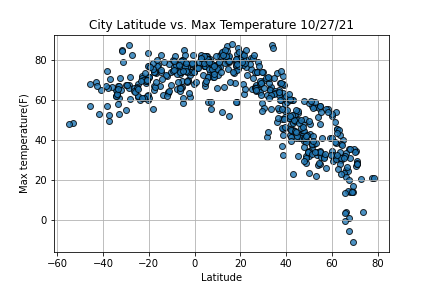 City Latitude vs. Max Temperature 10/27/21
Max temperature(F)
80
60
40
20
0
−60 −40 −20 0 20 40 60 80
Latitude